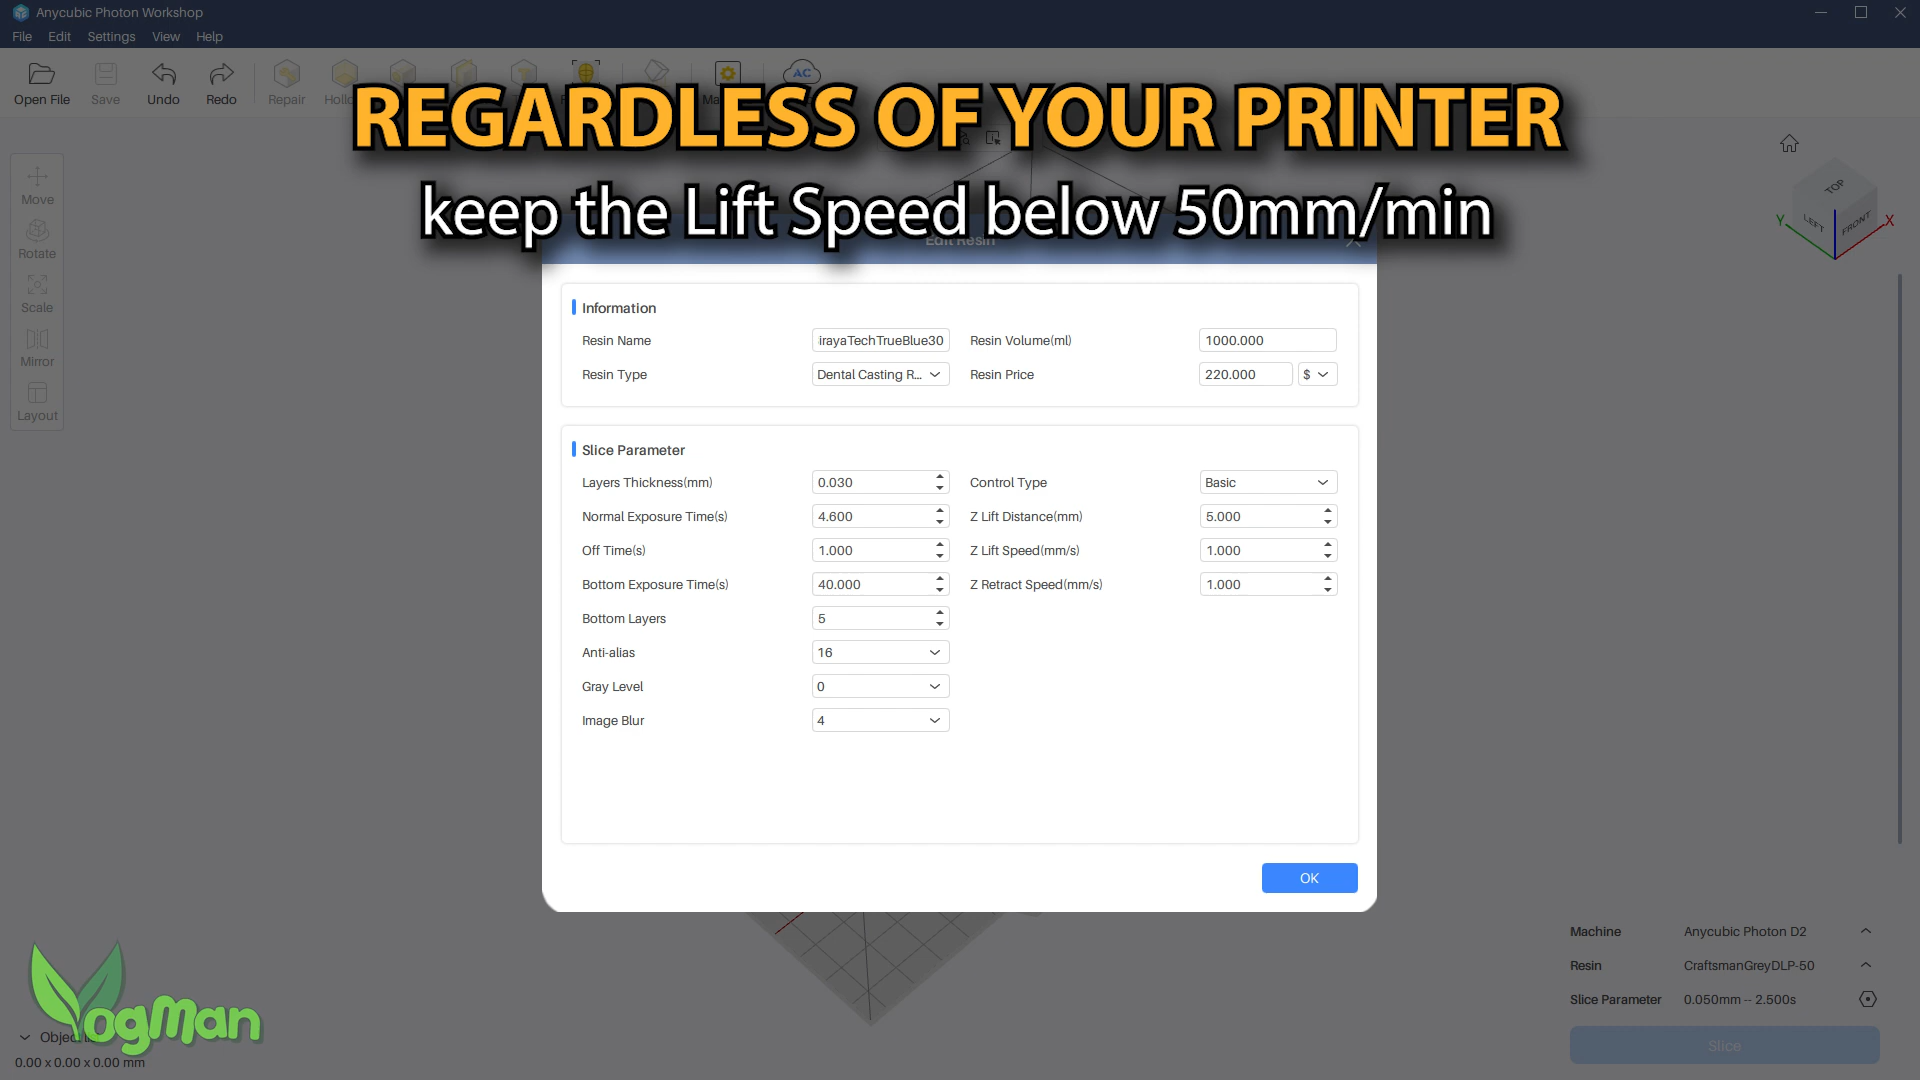 Anycubic Photon Workshop
File Edit Settings View Help
Open File Save Undo Redo Repair
REGARDLESS OF YOUR PRINTER
keep the Lift Speed below 50mm/min
Edit Resin
Move
Rotate
Scale
Mirror
Layout
TOP
LEFT FRONT
Y X
Information
Resin Name irayaTechTrueBlue30 Resin Volume(ml) 1000.000
Resin Type Dental Casting R... Resin Price 220.000 $
Slice Parameter
Layers Thickness(mm) 0.030 Control Type Basic
Normal Exposure Time(s) 4.600 Z Lift Distance(mm) 5.000
Off Time(s) 1.000 Z Lift Speed(mm/s) 1.000
Bottom Exposure Time(s) 40.000 Z Retract Speed(mm/s) 1.000
Bottom Layers 5
Anti-alias 16
Gray Level 0
Image Blur 4
OK
Machine Anycubic Photon D2
Resin CraftsmanGreyDLP-50
Slice Parameter 0.050mm -- 2.500s
Slice
VogMan
0.00 x 0.00 x 0.00 mm